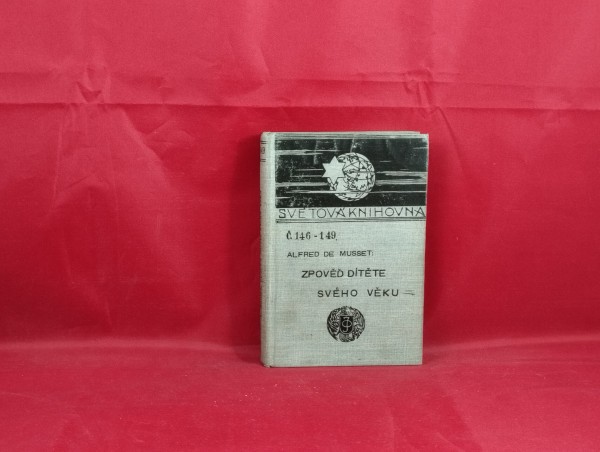 SVĚTOVÁ KNIHOVNA
Č. 146-149.
ALFRED DE MUSSET:
ZPOVĚĎ DÍTĚTE
SVÉHO VĚKU